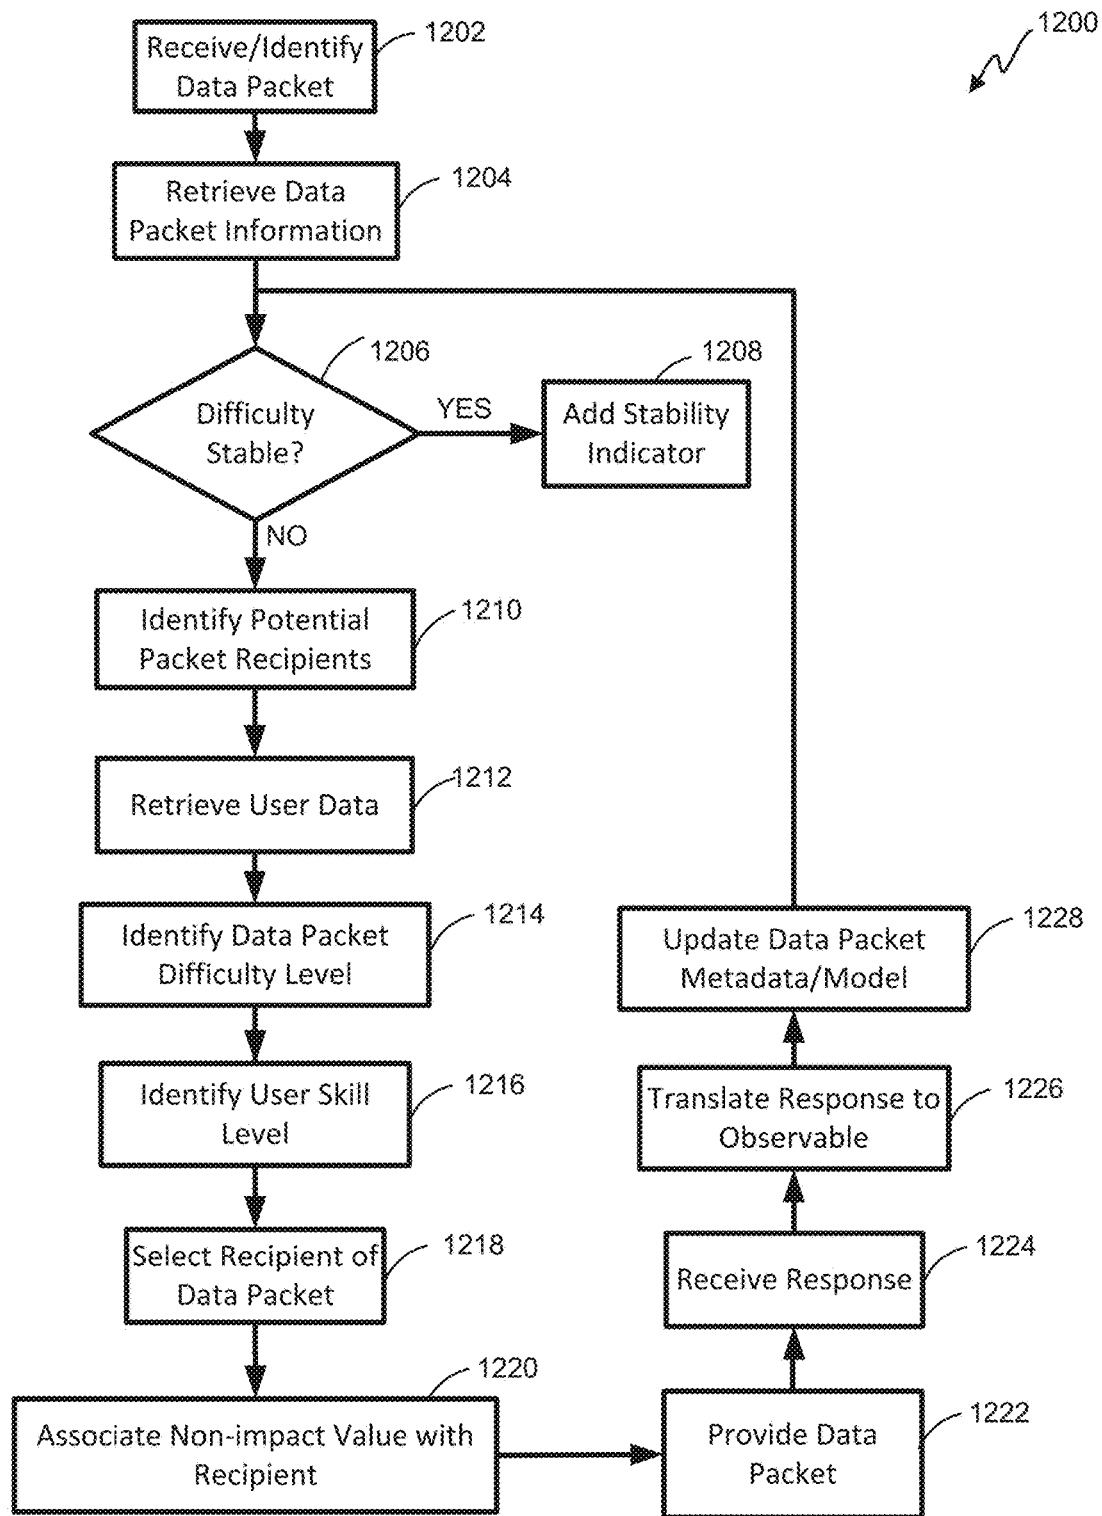 1200
Receive/Identify
Data Packet
1202
Retrieve Data
Packet Information
1204
Difficulty
Stable?
1206
YES
Add Stability
Indicator
1208
NO
Identify Potential
Packet Recipients
1210
Retrieve User Data
1212
Identify Data Packet
Difficulty Level
1214
Identify User Skill
Level
1216
Select Recipient of
Data Packet
1218
Associate Non-impact Value with
Recipient
1220
Provide Data
Packet
1222
Receive Response
1224
Translate Response to
Observable
1226
Update Data Packet
Metadata/Model
1228